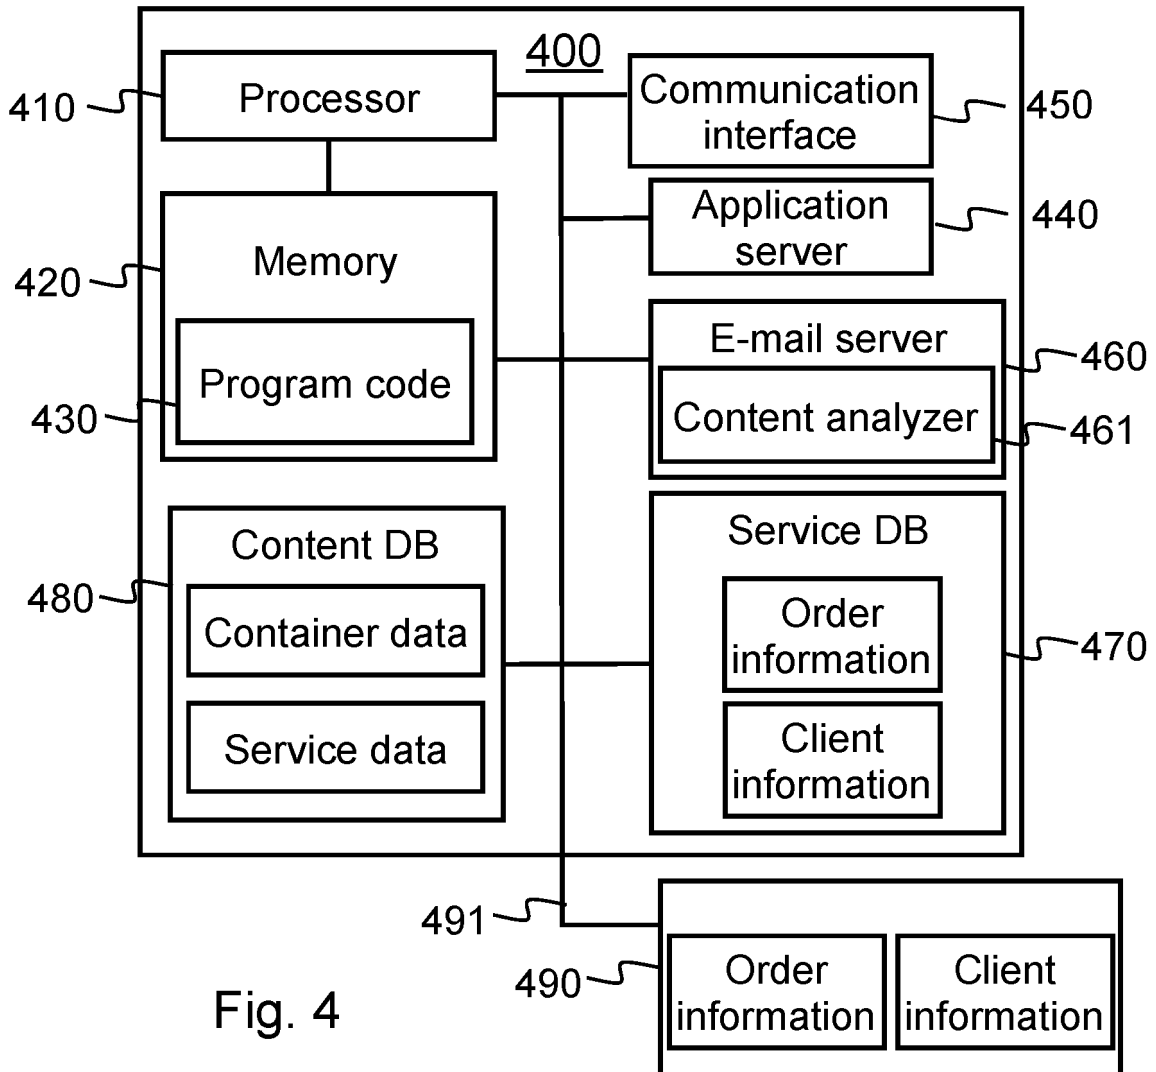 400
410
Processor
Communication
interface
450
Application
server
440
420
Memory
430
Program code
E-mail server
460
Content analyzer
461
480
Content DB
Container data
Service data
Service DB
Order
information
470
Client
information
491
490
Order
information
Client
information
Fig. 4